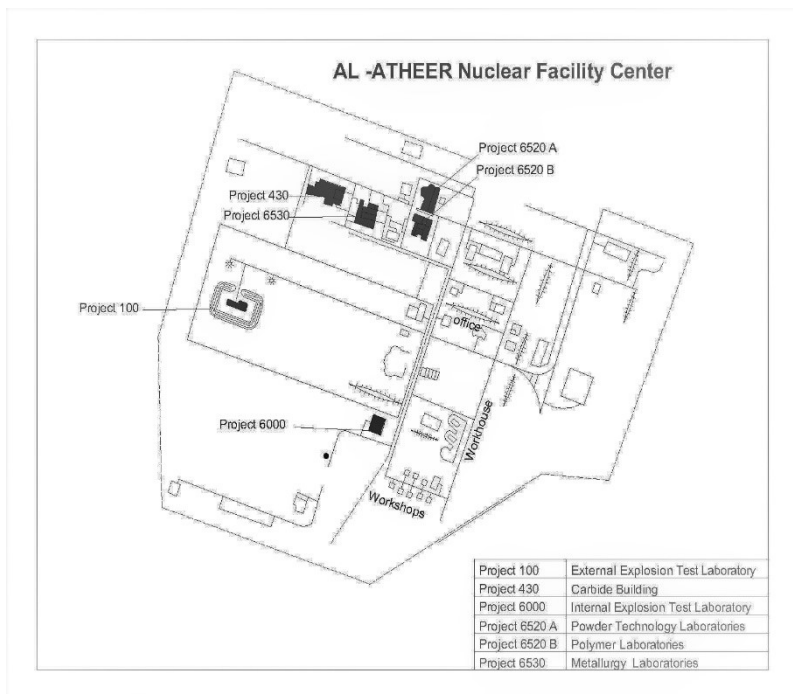 AL -ATHEER Nuclear Facility Center
Project 6520 A
Project 6520 B
Project 430
Project 6530
Project 100
office
Project 6000
Workhouse
Workshops
Project 100 External Explosion Test Laboratory
Project 430 Carbide Building
Project 6000 Internal Explosion Test Laboratory
Project 6520 A Powder Technology Laboratories
Project 6520 B Polymer Laboratories
Project 6530 Metallurgy Laboratories